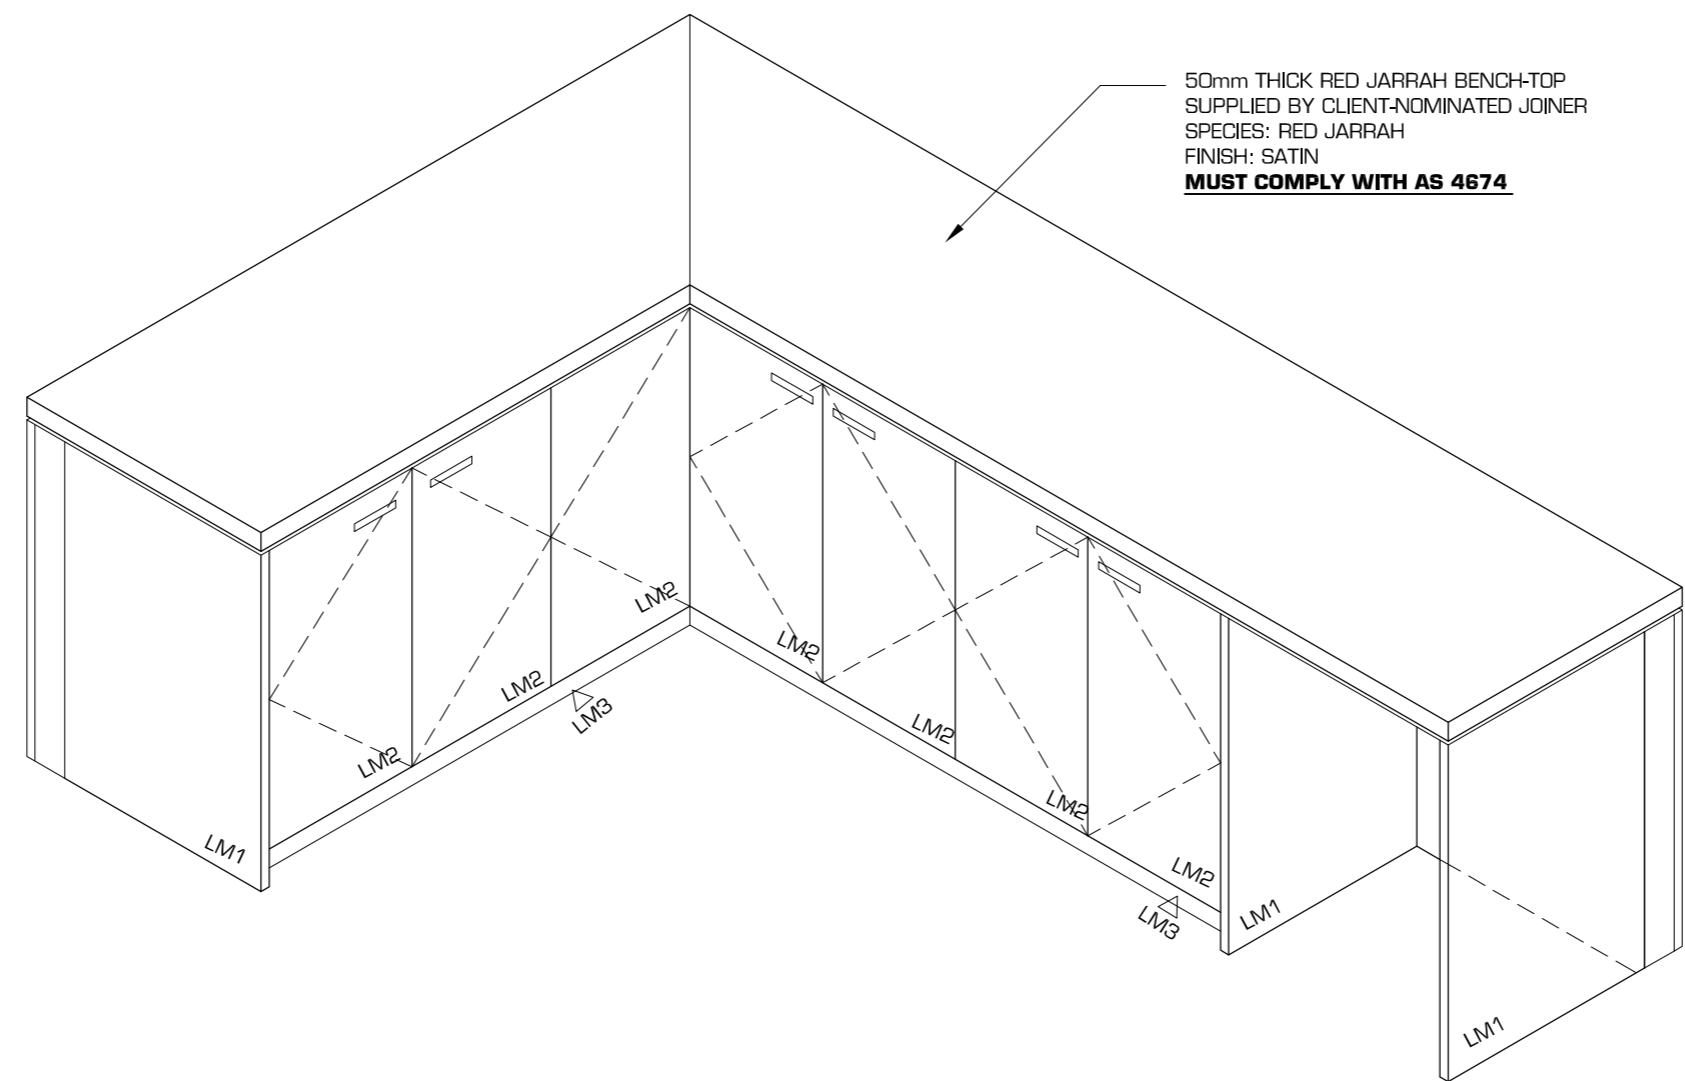 50mm THICK RED JARRAH BENCH-TOP
SUPPLIED BY CLIENT-NOMINATED JOINER
SPECIES: RED JARRAH
FINISH: SATIN
MUST COMPLY WITH AS 4674
LM2
LM2
LM2
LM3
LM1
LM2
LM2
LM2
LM2
LM3
LM1
LM1